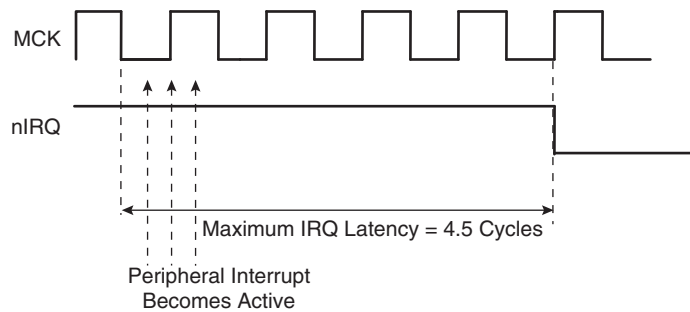 MCK
nIRQ
Maximum IRQ Latency = 4.5 Cycles
Peripheral Interrupt
Becomes Active